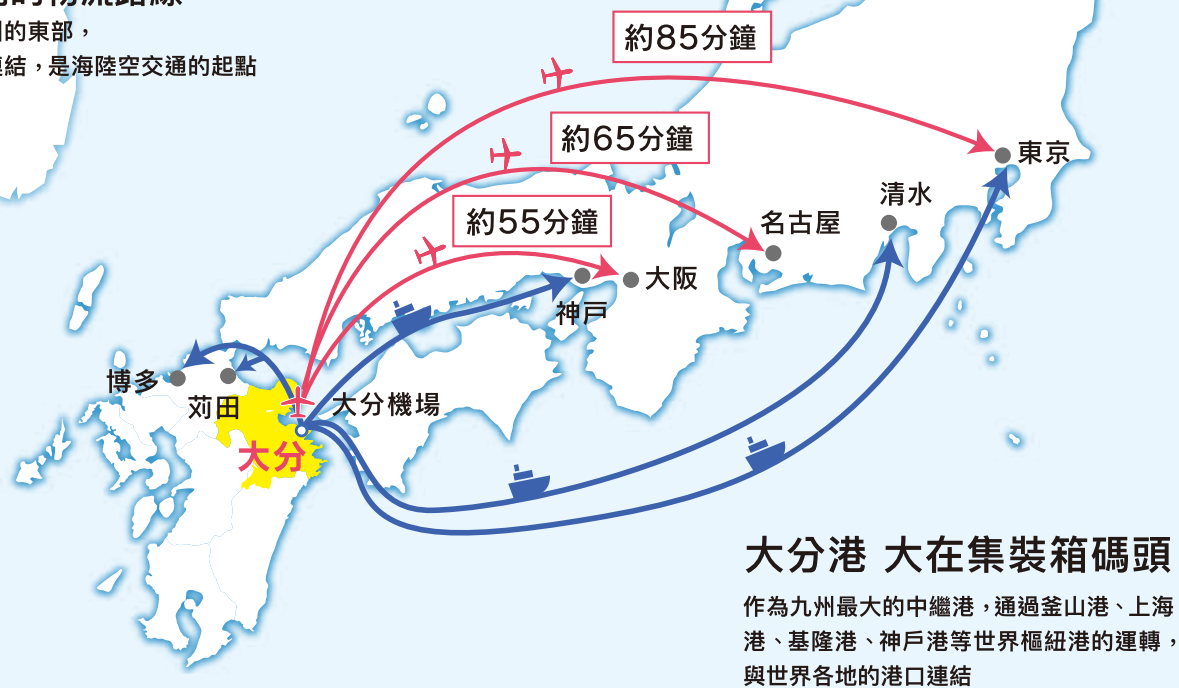 的東部，
結，是海陸空交通的起點
約85分鐘
約65分鐘
約55分鐘
東京
清水
名古屋
大阪
神戸
博多
苅田
大分機場
大分
大分港 大在集裝箱碼頭
作為九州最大的中繼港，通過釜山港、上海
港、基隆港、神戶港等世界樞紐港的運轉，
與世界各地的港口連結